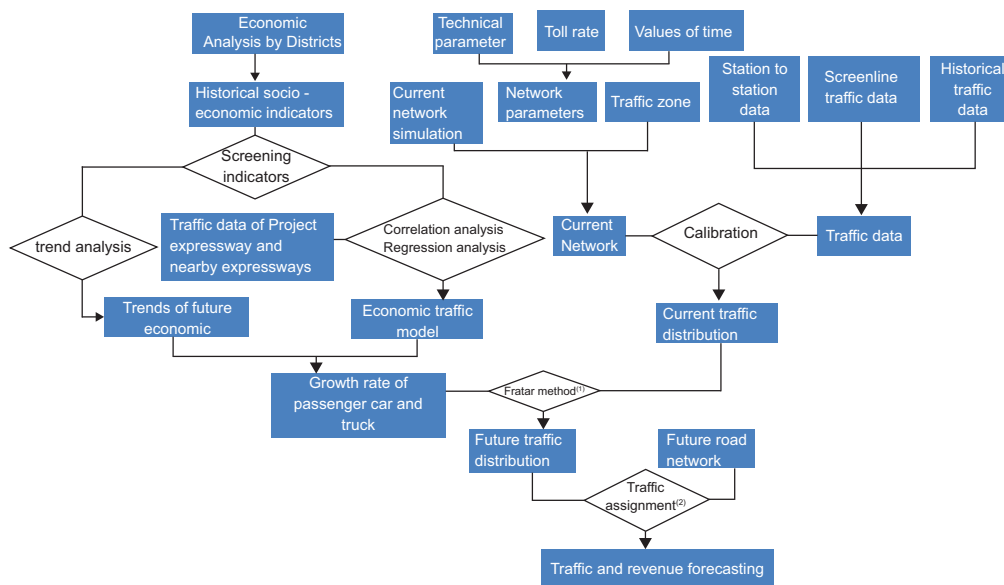 Economic
Analysis by Districts
Technical
parameter
Toll rate
Values of time
Historical socio -
economic indicators
Current
network
simulation
Network
parameters
Traffic zone
Station to
station
data
Screenline
traffic data
Historical
traffic
data
Screening
indicators
trend analysis
Traffic data of Project
expressway and
nearby expressways
Correlation analysis
Regression analysis
Current
Network
Calibration
Traffic data
Trends of future
economic
Economic traffic
model
Current traffic
distribution
Growth rate of
passenger car and
truck
Fratar method(1)
Future traffic
distribution
Future road
network
Traffic
assignment(2)
Traffic and revenue forecasting